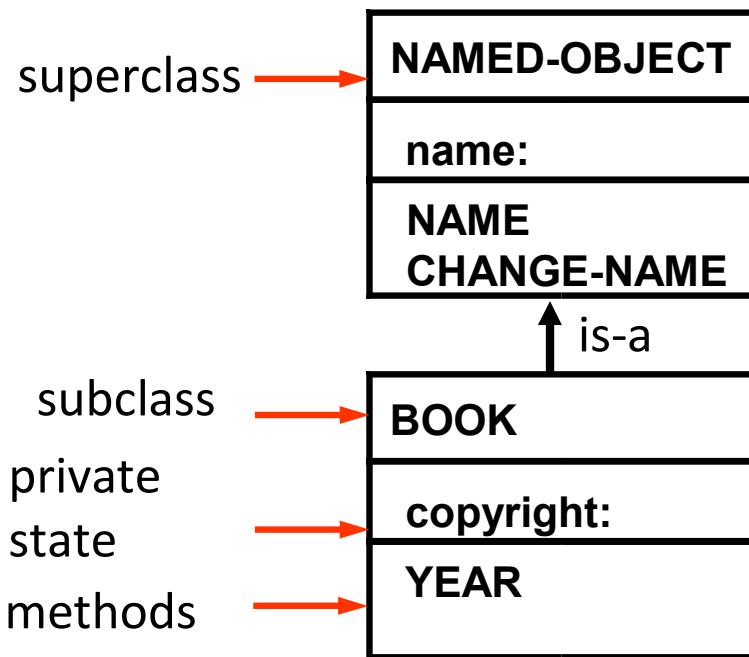 superclass
NAMED-OBJECT
name:
NAME
CHANGE-NAME
is-a
subclass
BOOK
private
state
copyright:
methods
YEAR